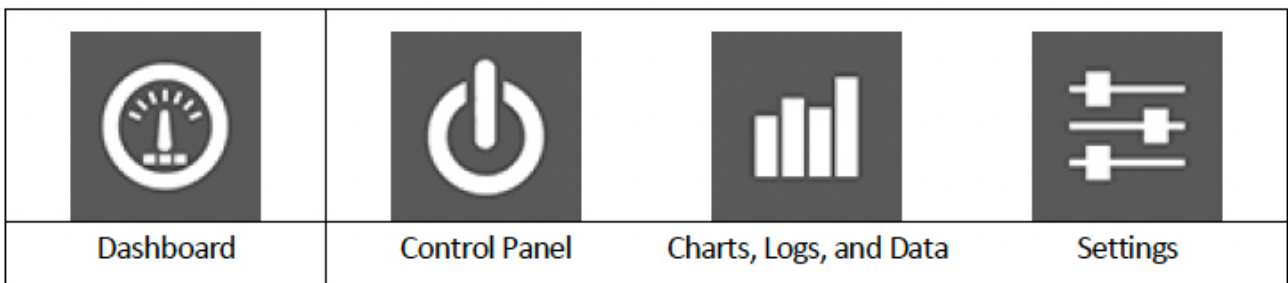 Dashboard
Control Panel
Charts, Logs, and Data
Settings